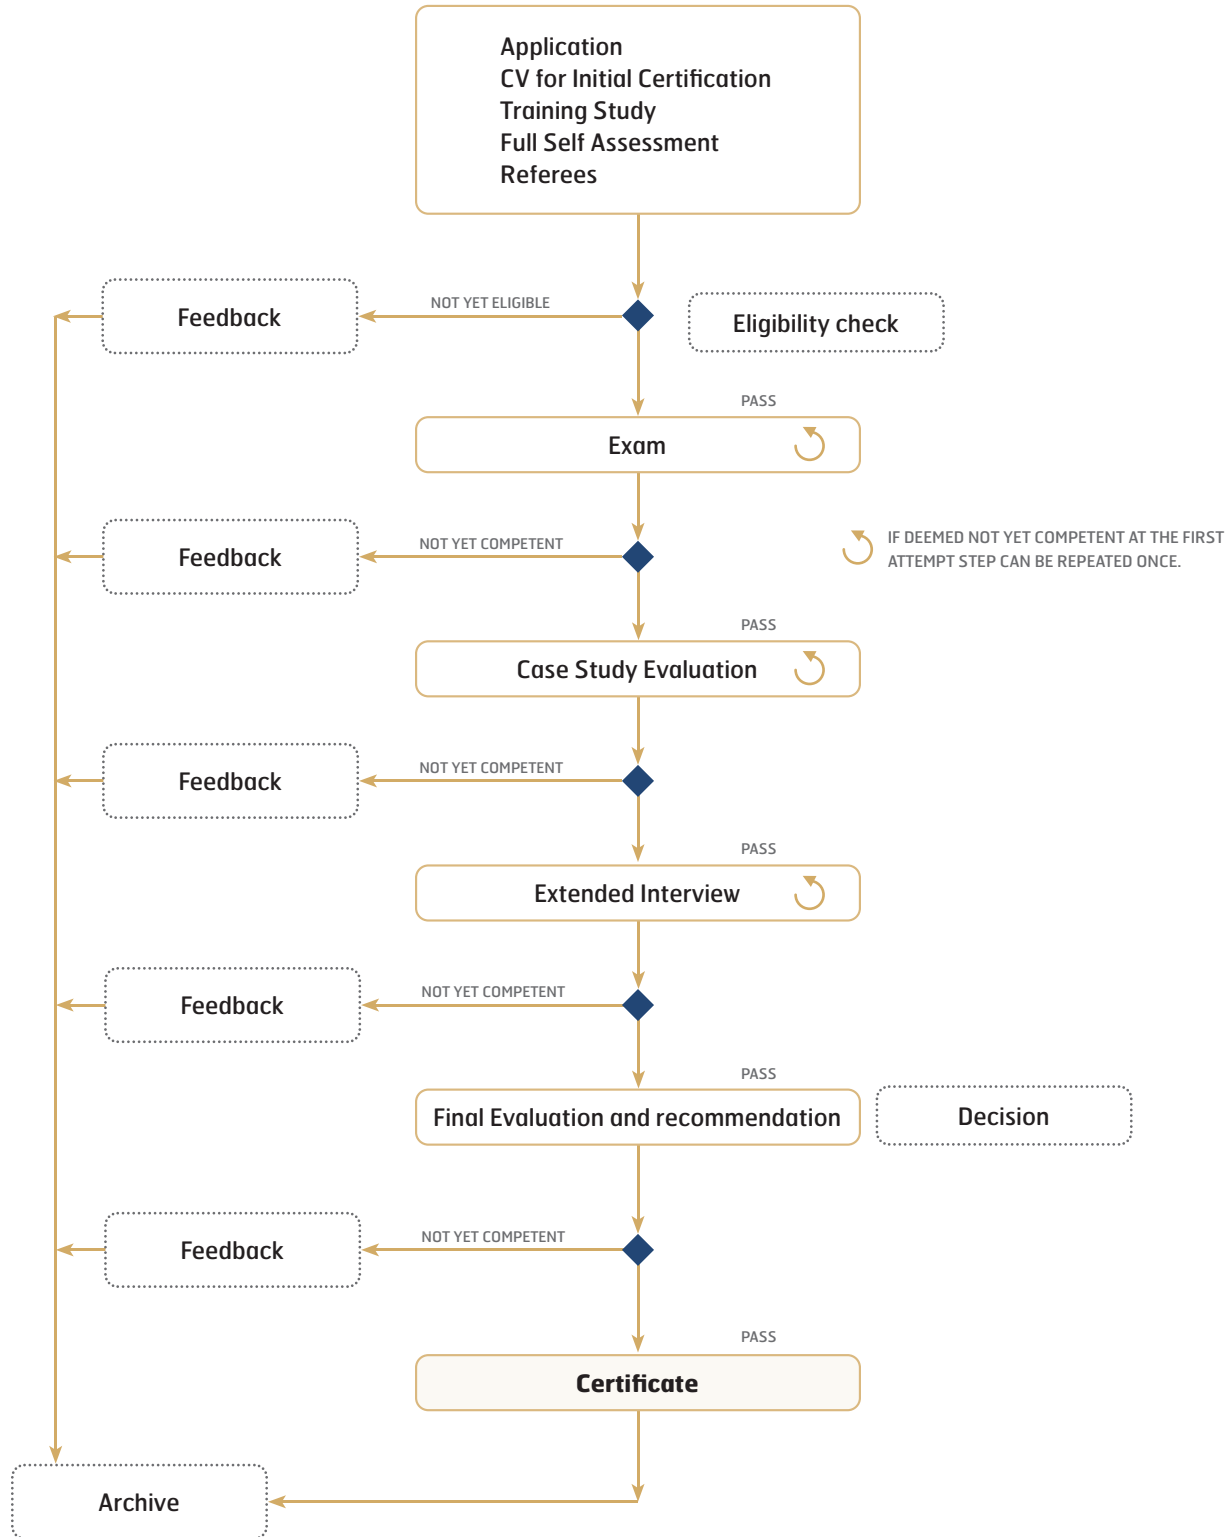 Application
CV for Initial Certification
Training Study
Full Self Assessment
Referees
NOT YET ELIGIBLE
Feedback
Eligibility check
PASS
Exam
NOT YET COMPETENT
Feedback
IF DEEMED NOT YET COMPETENT AT THE FIRST
ATTEMPT STEP CAN BE REPEATED ONCE.
PASS
Case Study Evaluation
NOT YET COMPETENT
Feedback
PASS
Extended Interview
NOT YET COMPETENT
Feedback
PASS
Final Evaluation and recommendation
Decision
NOT YET COMPETENT
Feedback
PASS
Certificate
Archive